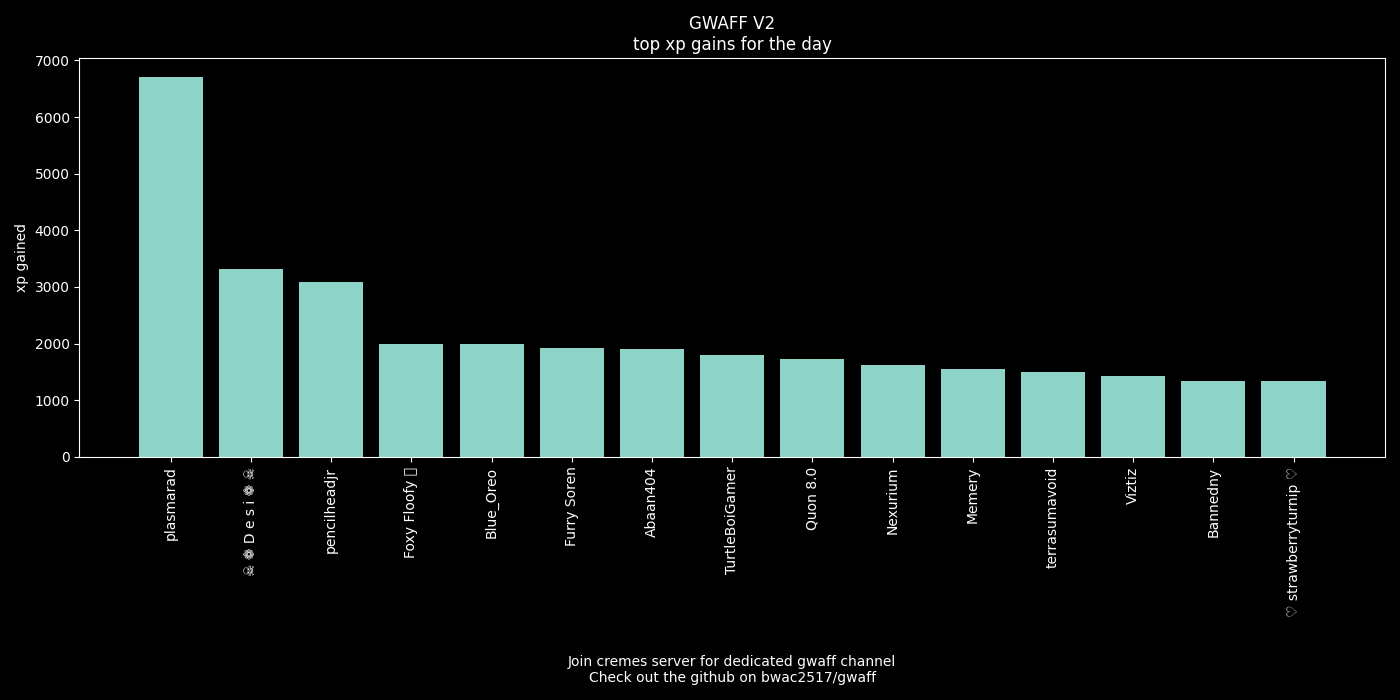 GWAFF V2
top xp gains for the day
xp gained
7000
6000
5000
4000
3000
2000
1000
0
plasmarad
☠ ❁ D e s i ❁ ☠
pencilheadjr
Foxy Floofy
Blue_Oreo
Furry Soren
Abaan404
TurtleBoiGamer
Quon 8.0
Nexurium
Memery
terrasumavoid
Viztiz
Bannedny
♡ strawberryturnip ♡
Join cremes server for dedicated gwaff channel
Check out the github on bwac2517/gwaff